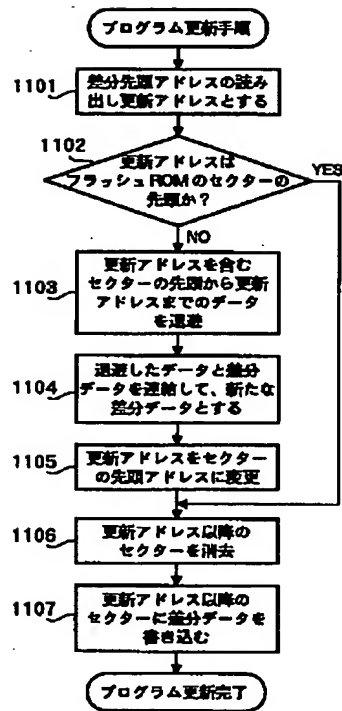 プログラム更新手順
1101
差分先頭アドレスの読み
出し更新アドレスとする
1102
更新アドレスは
フラッシュROMのセクターの
先頭か?
YES
NO
1103
更新アドレスを含む
セクターの先頭から更新
アドレスまでのデータ
を退避
1104
退避したデータと差分
データを連結して、新たな
差分データとする
1105
更新アドレスをセクター
の先頭アドレスに変更
1106
更新アドレス以降の
セクターを消去
1107
更新アドレス以降の
セクターに差分データを
書き込む
プログラム更新完了